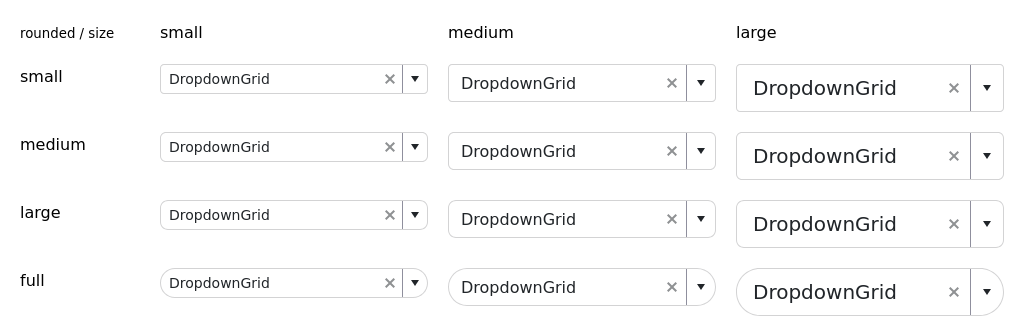 rounded / size small medium large
small DropdownGrid DropdownGrid DropdownGrid
medium DropdownGrid DropdownGrid DropdownGrid
large DropdownGrid DropdownGrid DropdownGrid
full DropdownGrid DropdownGrid DropdownGrid